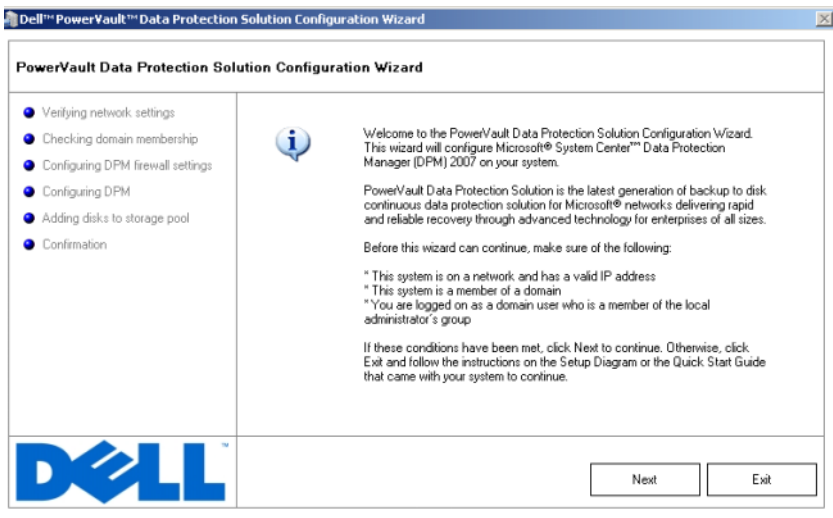 Dell™ PowerVault™ Data Protection Solution Configuration Wizard
PowerVault Data Protection Solution Configuration Wizard
Verifying network settings
Checking domain membership
Configuring DPM firewall settings
Configuring DPM
Adding disks to storage pool
Confirmation
Welcome to the PowerVault Data Protection Solution Configuration Wizard.
This wizard will configure Microsoft® System Center™ Data Protection
Manager (DPM) 2007 on your system.
PowerVault Data Protection Solution is the latest generation of backup to disk
continuous data protection solution for Microsoft® networks delivering rapid
and reliable recovery through advanced technology for enterprises of all sizes.
Before this wizard can continue, make sure of the following:
* This system is on a network and has a valid IP address
* This system is a member of a domain
* You are logged on as a domain user who is a member of the local
administrator's group
If these conditions have been met, click Next to continue. Otherwise, click
Exit and follow the instructions on the Setup Diagram or the Quick Start Guide
that came with your system to continue.
DELL™
Next
Exit